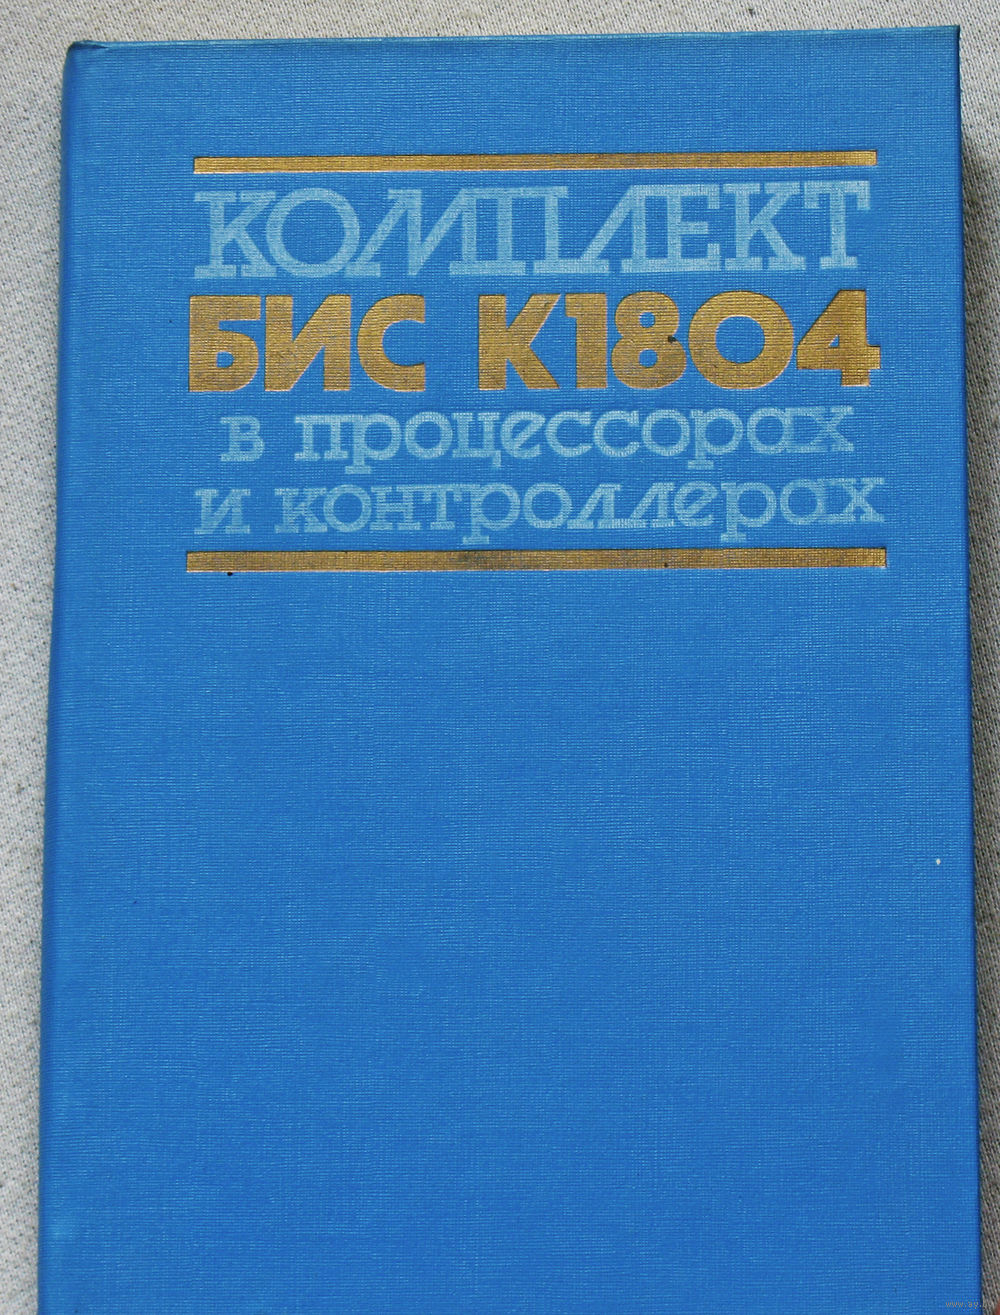 КОМПЛЕКТ
БИС К1804
в процессорах
и контроллерах